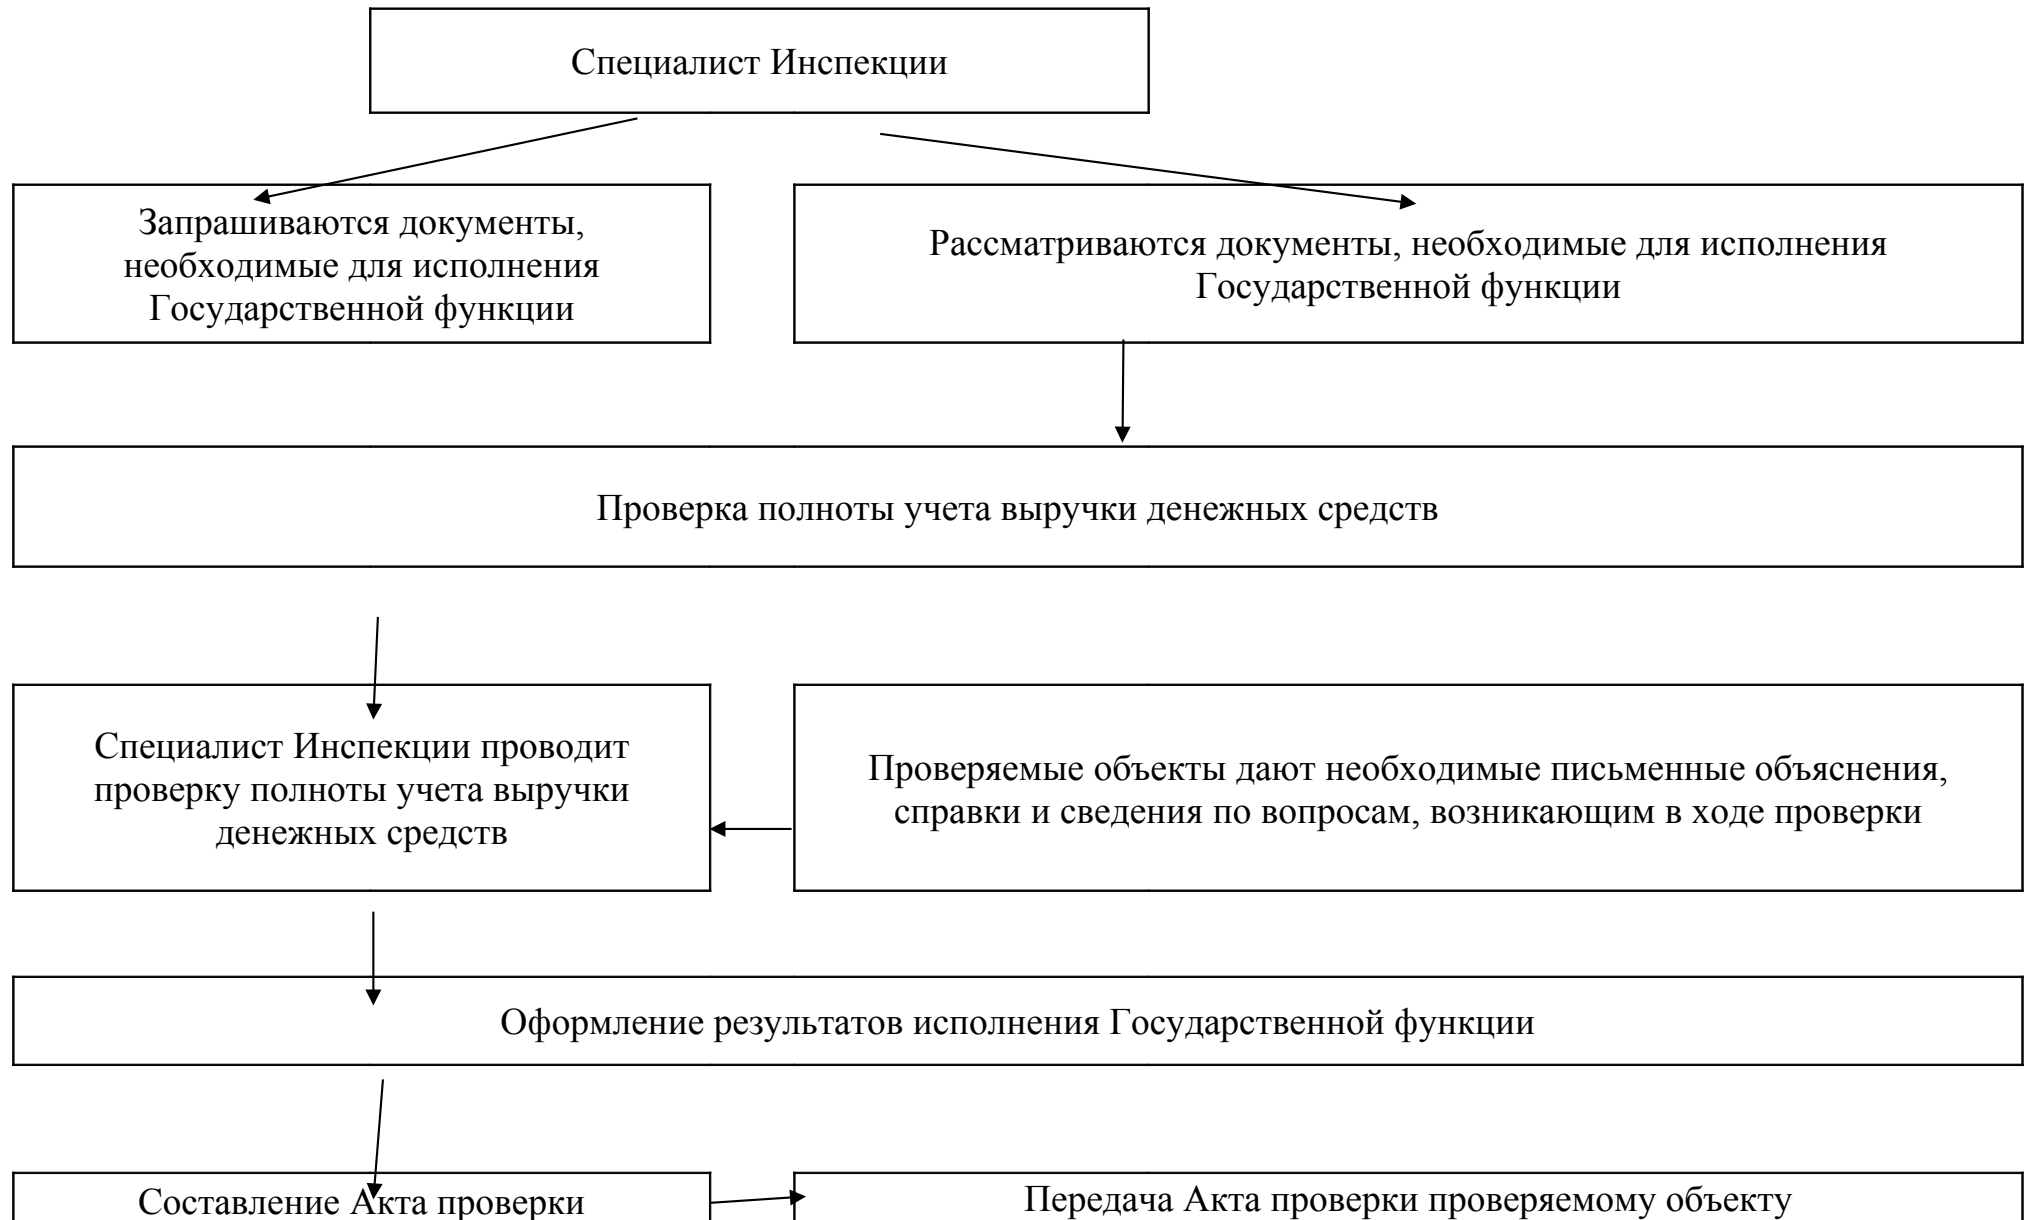 Специалист Инспекции
Запрашиваются документы,
необходимые для исполнения
Государственной функции
Рассматриваются документы, необходимые для исполнения
Государственной функции
Проверка полноты учета выручки денежных средств
Специалист Инспекции проводит
проверку полноты учета выручки
денежных средств
Проверяемые объекты дают необходимые письменные объяснения,
справки и сведения по вопросам, возникающим в ходе проверки
Оформление результатов исполнения Государственной функции
Составление Акта проверки
Передача Акта проверки проверяемому объекту